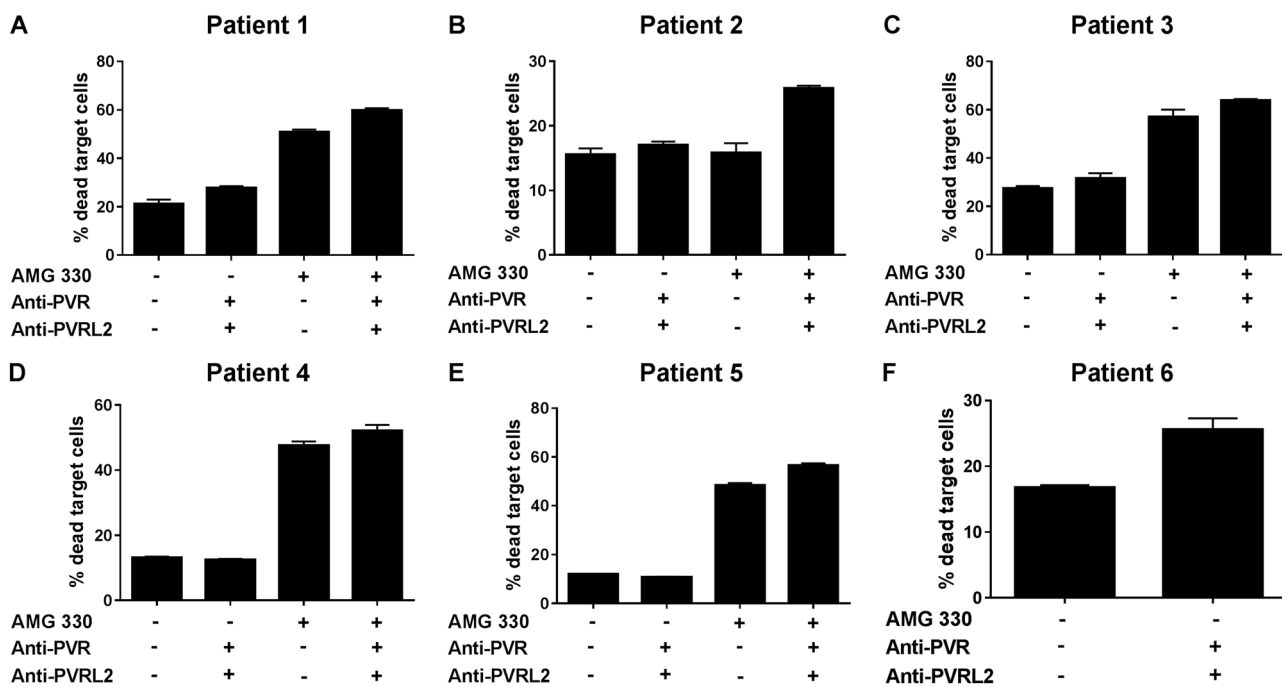 A Patient 1 B Patient 2 C Patient 3
% dead target cells % dead target cells % dead target cells
80 30 80
60 20 60
40 10 40
20 0 20
0 0
AMG 330 - - + + AMG 330 - - + + AMG 330 - - + +
Anti-PVR - + - + Anti-PVR - + - + Anti-PVR - + - +
Anti-PVRL2 - + - + Anti-PVRL2 - + - + Anti-PVRL2 - + - +
D Patient 4 E Patient 5 F Patient 6
% dead target cells % dead target cells % dead target cells
60 80 30
40 60 20
20 40 10
0 20 0
0
AMG 330 - - + + AMG 330 - - + + AMG 330 - -
Anti-PVR - + - + Anti-PVR - + - + Anti-PVR - +
Anti-PVRL2 - + - + Anti-PVRL2 - + - + Anti-PVRL2 - +